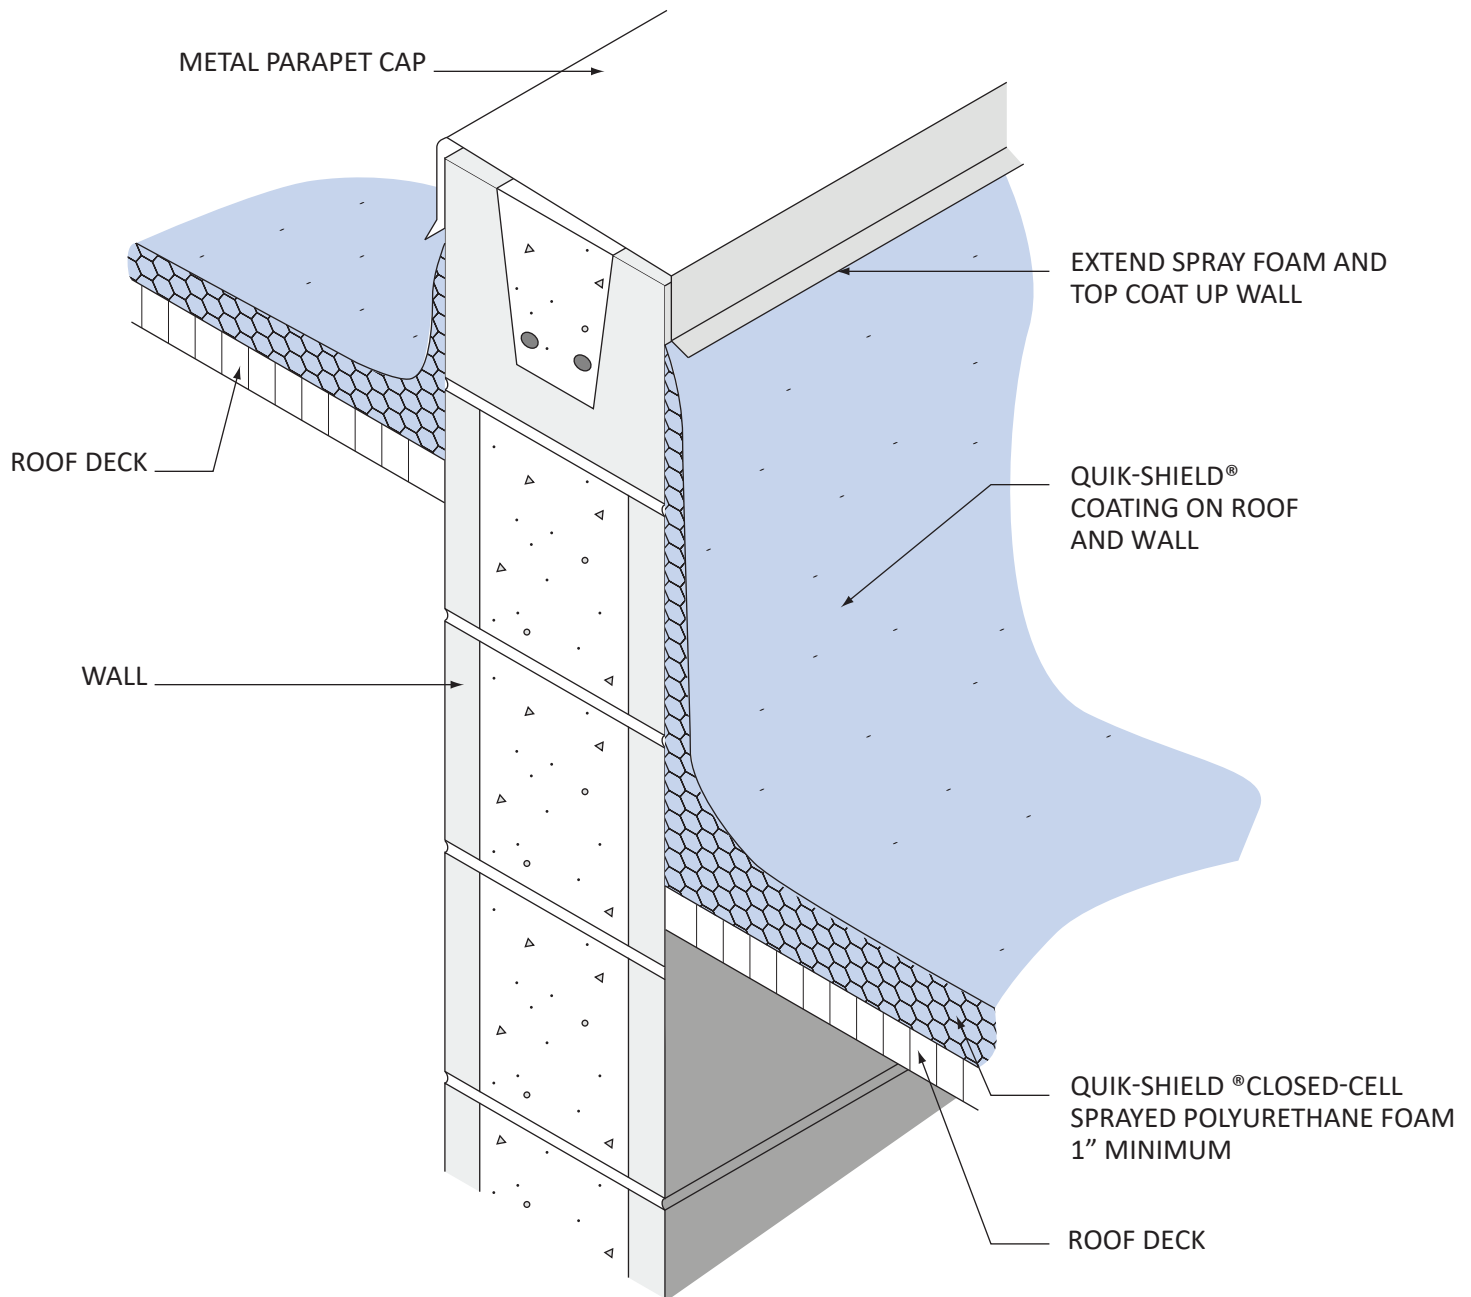 METAL PARAPET CAP
EXTEND SPRAY FOAM AND
TOP COAT UP WALL
ROOF DECK
QUIK-SHIELD®
COATING ON ROOF
AND WALL
WALL
QUIK-SHIELD ®CLOSED-CELL
SPRAYED POLYURETHANE FOAM
1” MINIMUM
ROOF DECK